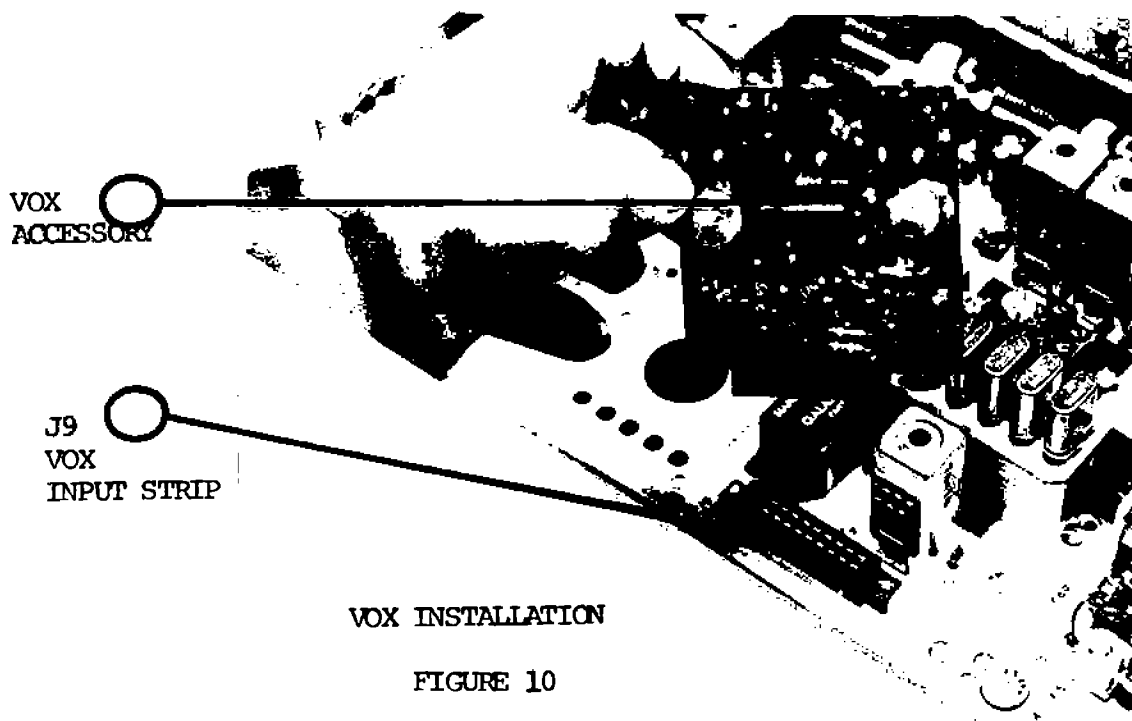 VOX
ACCESSORY
J9
VOX
INPUT STRIP
VOX INSTALLATION
FIGURE 10